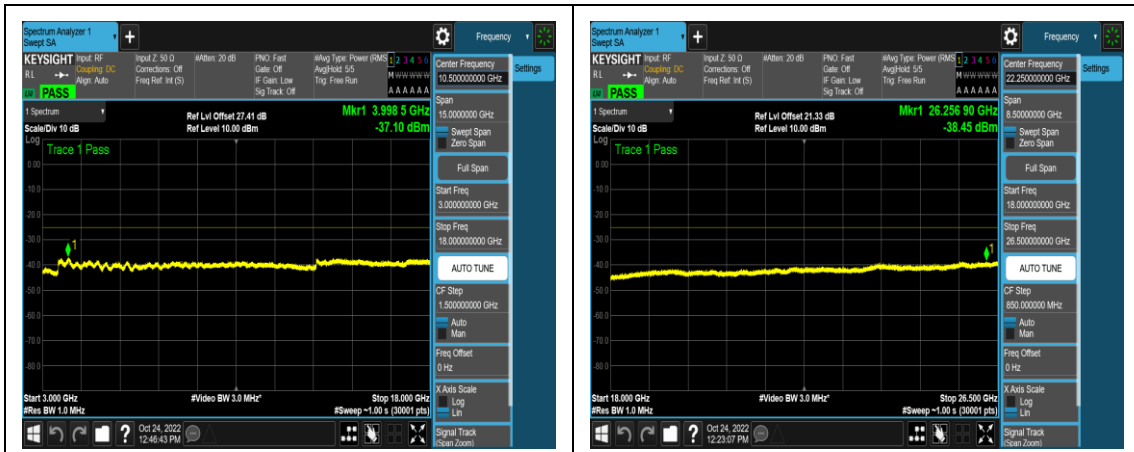 Spectrum Analyzer 1
Swept SA
Frequency
KEYSIGHT
RL
Input: RF
Coupling: DC
Align: Auto
Input Z: 50 Ω
Corrections: Off
Freq Ref: Int (S)
#Atten: 20 dB
PNO: Fast
Gate: Off
IF Gain: Low
Sig Track: Off
#Avg Type: Power (RMS
Avg|Hold: 5/5
Trig: Free Run
1 2 3 4 5 6
M W W W W W
A A A A A A
LNI PASS
1 Spectrum
Scale/Div 10 dB
Ref Lvl Offset 27.41 dB
Ref Level 10.00 dBm
Mkr1 3.998 5 GHz
-37.10 dBm
Log
Trace 1 Pass
0.00
-10.0
-20.0
-30.0
-40.0
-50.0
-60.0
-70.0
-80.0
1
Start 3.000 GHz
#Res BW 1.0 MHz
#Video BW 3.0 MHz*
Stop 18.000 GHz
#Sweep ~1.00 s (30001 pts)
Oct 24, 2022
12:46:43 PM
Center Frequency
10.500000000 GHz
Settings
Span
15.0000000 GHz
Swept Span
Zero Span
Full Span
Start Freq
3.000000000 GHz
Stop Freq
18.000000000 GHz
AUTO TUNE
CF Step
1.500000000 GHz
Auto
Man
Freq Offset
0 Hz
X Axis Scale
Log
Lin
Signal Track
(Span Zoom)
Spectrum Analyzer 1
Swept SA
Frequency
KEYSIGHT
RL
Input: RF
Coupling: DC
Align: Auto
Input Z: 50 Ω
Corrections: Off
Freq Ref: Int (S)
#Atten: 20 dB
PNO: Fast
Gate: Off
IF Gain: Low
Sig Track: Off
#Avg Type: Power (RMS
Avg|Hold: 5/5
Trig: Free Run
1 2 3 4 5 6
M W W W W W
A A A A A A
PASS
1 Spectrum
Scale/Div 10 dB
Ref Lvl Offset 21.33 dB
Ref Level 10.00 dBm
Mkr1 26.256 90 GHz
-38.45 dBm
Log
Trace 1 Pass
0.00
-10.0
-20.0
-30.0
-40.0
-50.0
-60.0
-70.0
-80.0
1
Start 18.000 GHz
#Res BW 1.0 MHz
#Video BW 3.0 MHz*
Stop 26.500 GHz
#Sweep ~1.00 s (30001 pts)
Oct 24, 2022
12:23:07 PM
Center Frequency
22.250000000 GHz
Settings
Span
8.50000000 GHz
Swept Span
Zero Span
Full Span
Start Freq
18.000000000 GHz
Stop Freq
26.500000000 GHz
AUTO TUNE
CF Step
850.000000 MHz
Auto
Man
Freq Offset
0 Hz
X Axis Scale
Log
Lin
Signal Track
(Span Zoom)